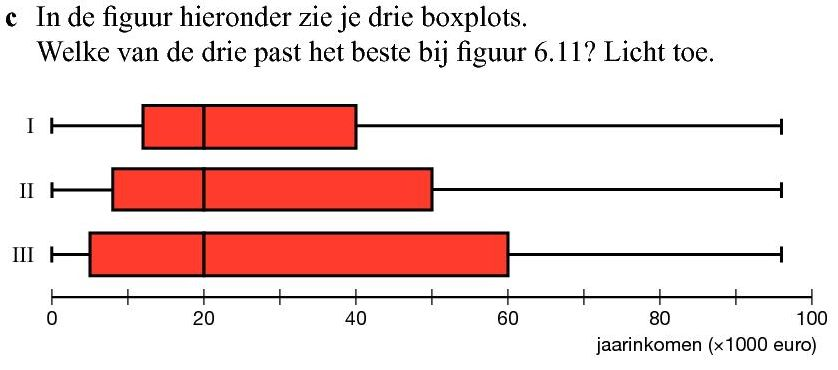 c In de figuur hieronder zie je drie boxplots.
Welke van de drie past het beste bij figuur 6.11? Licht toe.
I
II
III
0 20 40 60 80 100
jaarinkomen (×1000 euro)